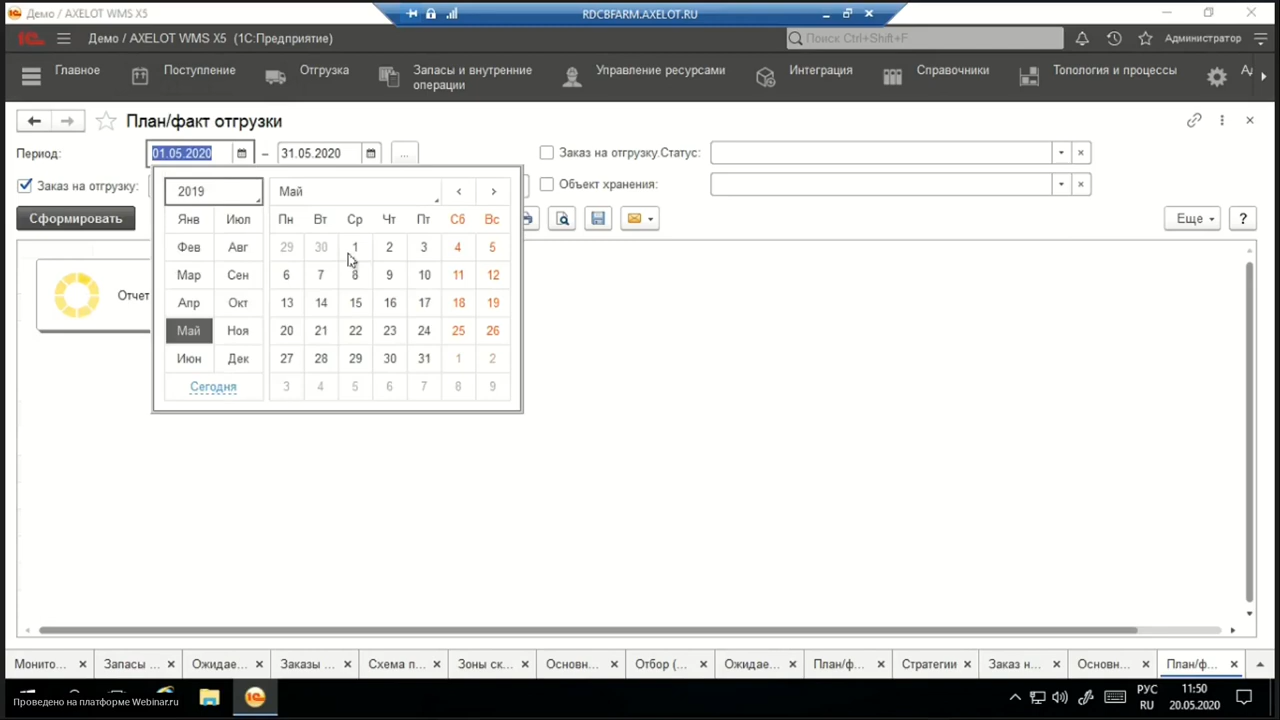 Демо / AXELOT WMS X5
RDCBFARM.AXELOT.RU
1С
Демо / AXELOT WMS X5 (1С:Предприятие)
Поиск Ctrl+Shift+F
Администратор
Главное
Поступление
Отгрузка
Запасы и внутренние
операции
Управление ресурсами
Интеграция
Справочники
Топология и процессы
План/факт отгрузки
Период: 01.05.2020 – 31.05.2020 ...
Заказ на отгрузку.Статус:
Заказ на отгрузку:
Объект хранения:
Сформировать
Еще
?
Отчет
2019
Май
Янв Июл
Фев Авг
Мар Сен
Апр Окт
Май Ноя
Июн Дек
Сегодня
Пн Вт Ср Чт Пт Сб Вс
29 30 1 2 3 4 5
6 7 8 9 10 11 12
13 14 15 16 17 18 19
20 21 22 23 24 25 26
27 28 29 30 31 1 2
3 4 5 6 7 8 9
Монито... Запасы ... Ожидае... Заказы ... Схема п... Зоны ск... Основн... Отбор (... Ожидае... План/ф... Стратегии Заказ н... Основн... План/ф...
Проведено на платформе Webinar.ru
1С
РУС
RU
11:50
20.05.2020